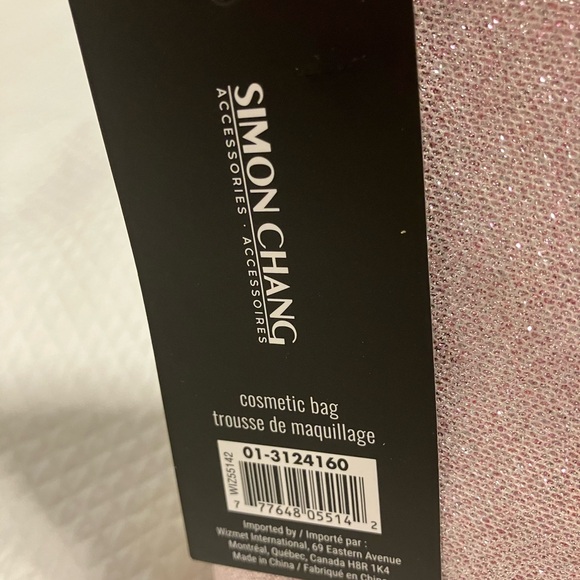 SIMON CHANG
ACCESSORIES · ACCESSOIRES
cosmetic bag
trousse de maquillage
WIZ55142
01-3124160
7 77648 05514 2
Imported by / Importé par :
Wizmet International, 69 Eastern Avenue
Montréal, Québec, Canada H8R 1K4
Made in China / Fabriqué en Chine